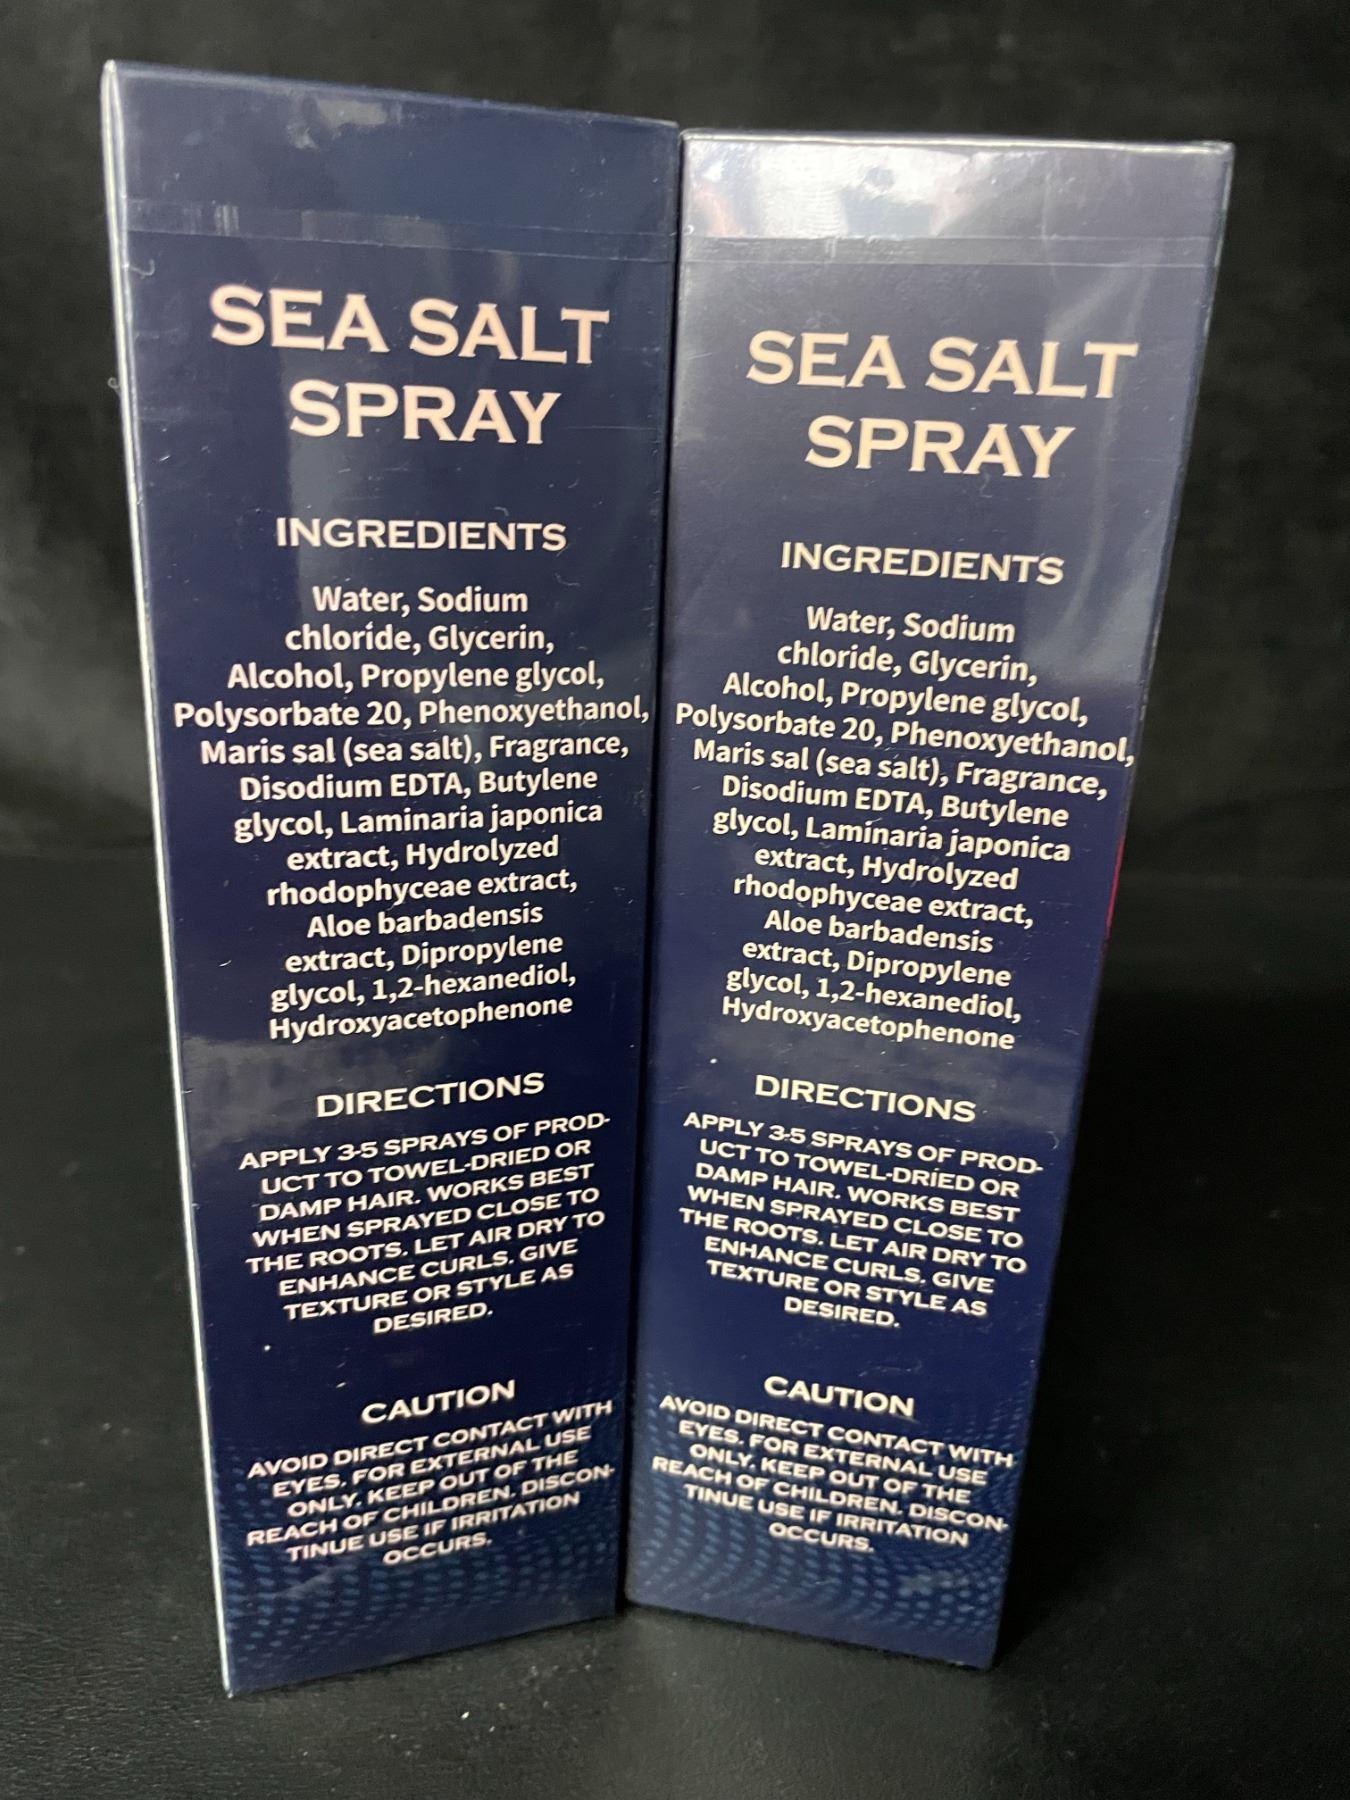 SEA SALT
SPRAY
INGREDIENTS
Water, Sodium
chloride, Glycerin,
Alcohol, Propylene glycol,
Polysorbate 20, Phenoxyethanol,
Maris sal (sea salt), Fragrance,
Disodium EDTA, Butylene
glycol, Laminaria japonica
extract, Hydrolyzed
rhodophyceae extract,
Aloe barbadensis
extract, Dipropylene
glycol, 1,2-hexanediol,
Hydroxyacetophenone
DIRECTIONS
APPLY 3-5 SPRAYS OF PROD-
UCT TO TOWEL-DRIED OR
DAMP HAIR. WORKS BEST
WHEN SPRAYED CLOSE TO
THE ROOTS. LET AIR DRY TO
ENHANCE CURLS. GIVE
TEXTURE OR STYLE AS
DESIRED.
CAUTION
AVOID DIRECT CONTACT WITH
EYES. FOR EXTERNAL USE
ONLY. KEEP OUT OF THE
REACH OF CHILDREN. DISCON-
TINUE USE IF IRRITATION
OCCURS.
SEA SALT
SPRAY
INGREDIENTS
Water, Sodium
chloride, Glycerin,
Alcohol, Propylene glycol,
Polysorbate 20, Phenoxyethanol,
Maris sal (sea salt), Fragrance,
Disodium EDTA, Butylene
glycol, Laminaria japonica
extract, Hydrolyzed
rhodophyceae extract,
Aloe barbadensis
extract, Dipropylene
glycol, 1,2-hexanediol,
Hydroxyacetophenone
DIRECTIONS
APPLY 3-5 SPRAYS OF PROD-
UCT TO TOWEL-DRIED OR
DAMP HAIR. WORKS BEST
WHEN SPRAYED CLOSE TO
THE ROOTS. LET AIR DRY TO
ENHANCE CURLS. GIVE
TEXTURE OR STYLE AS
DESIRED.
CAUTION
AVOID DIRECT CONTACT WITH
EYES. FOR EXTERNAL USE
ONLY. KEEP OUT OF THE
REACH OF CHILDREN. DISCON-
TINUE USE IF IRRITATION
OCCURS.